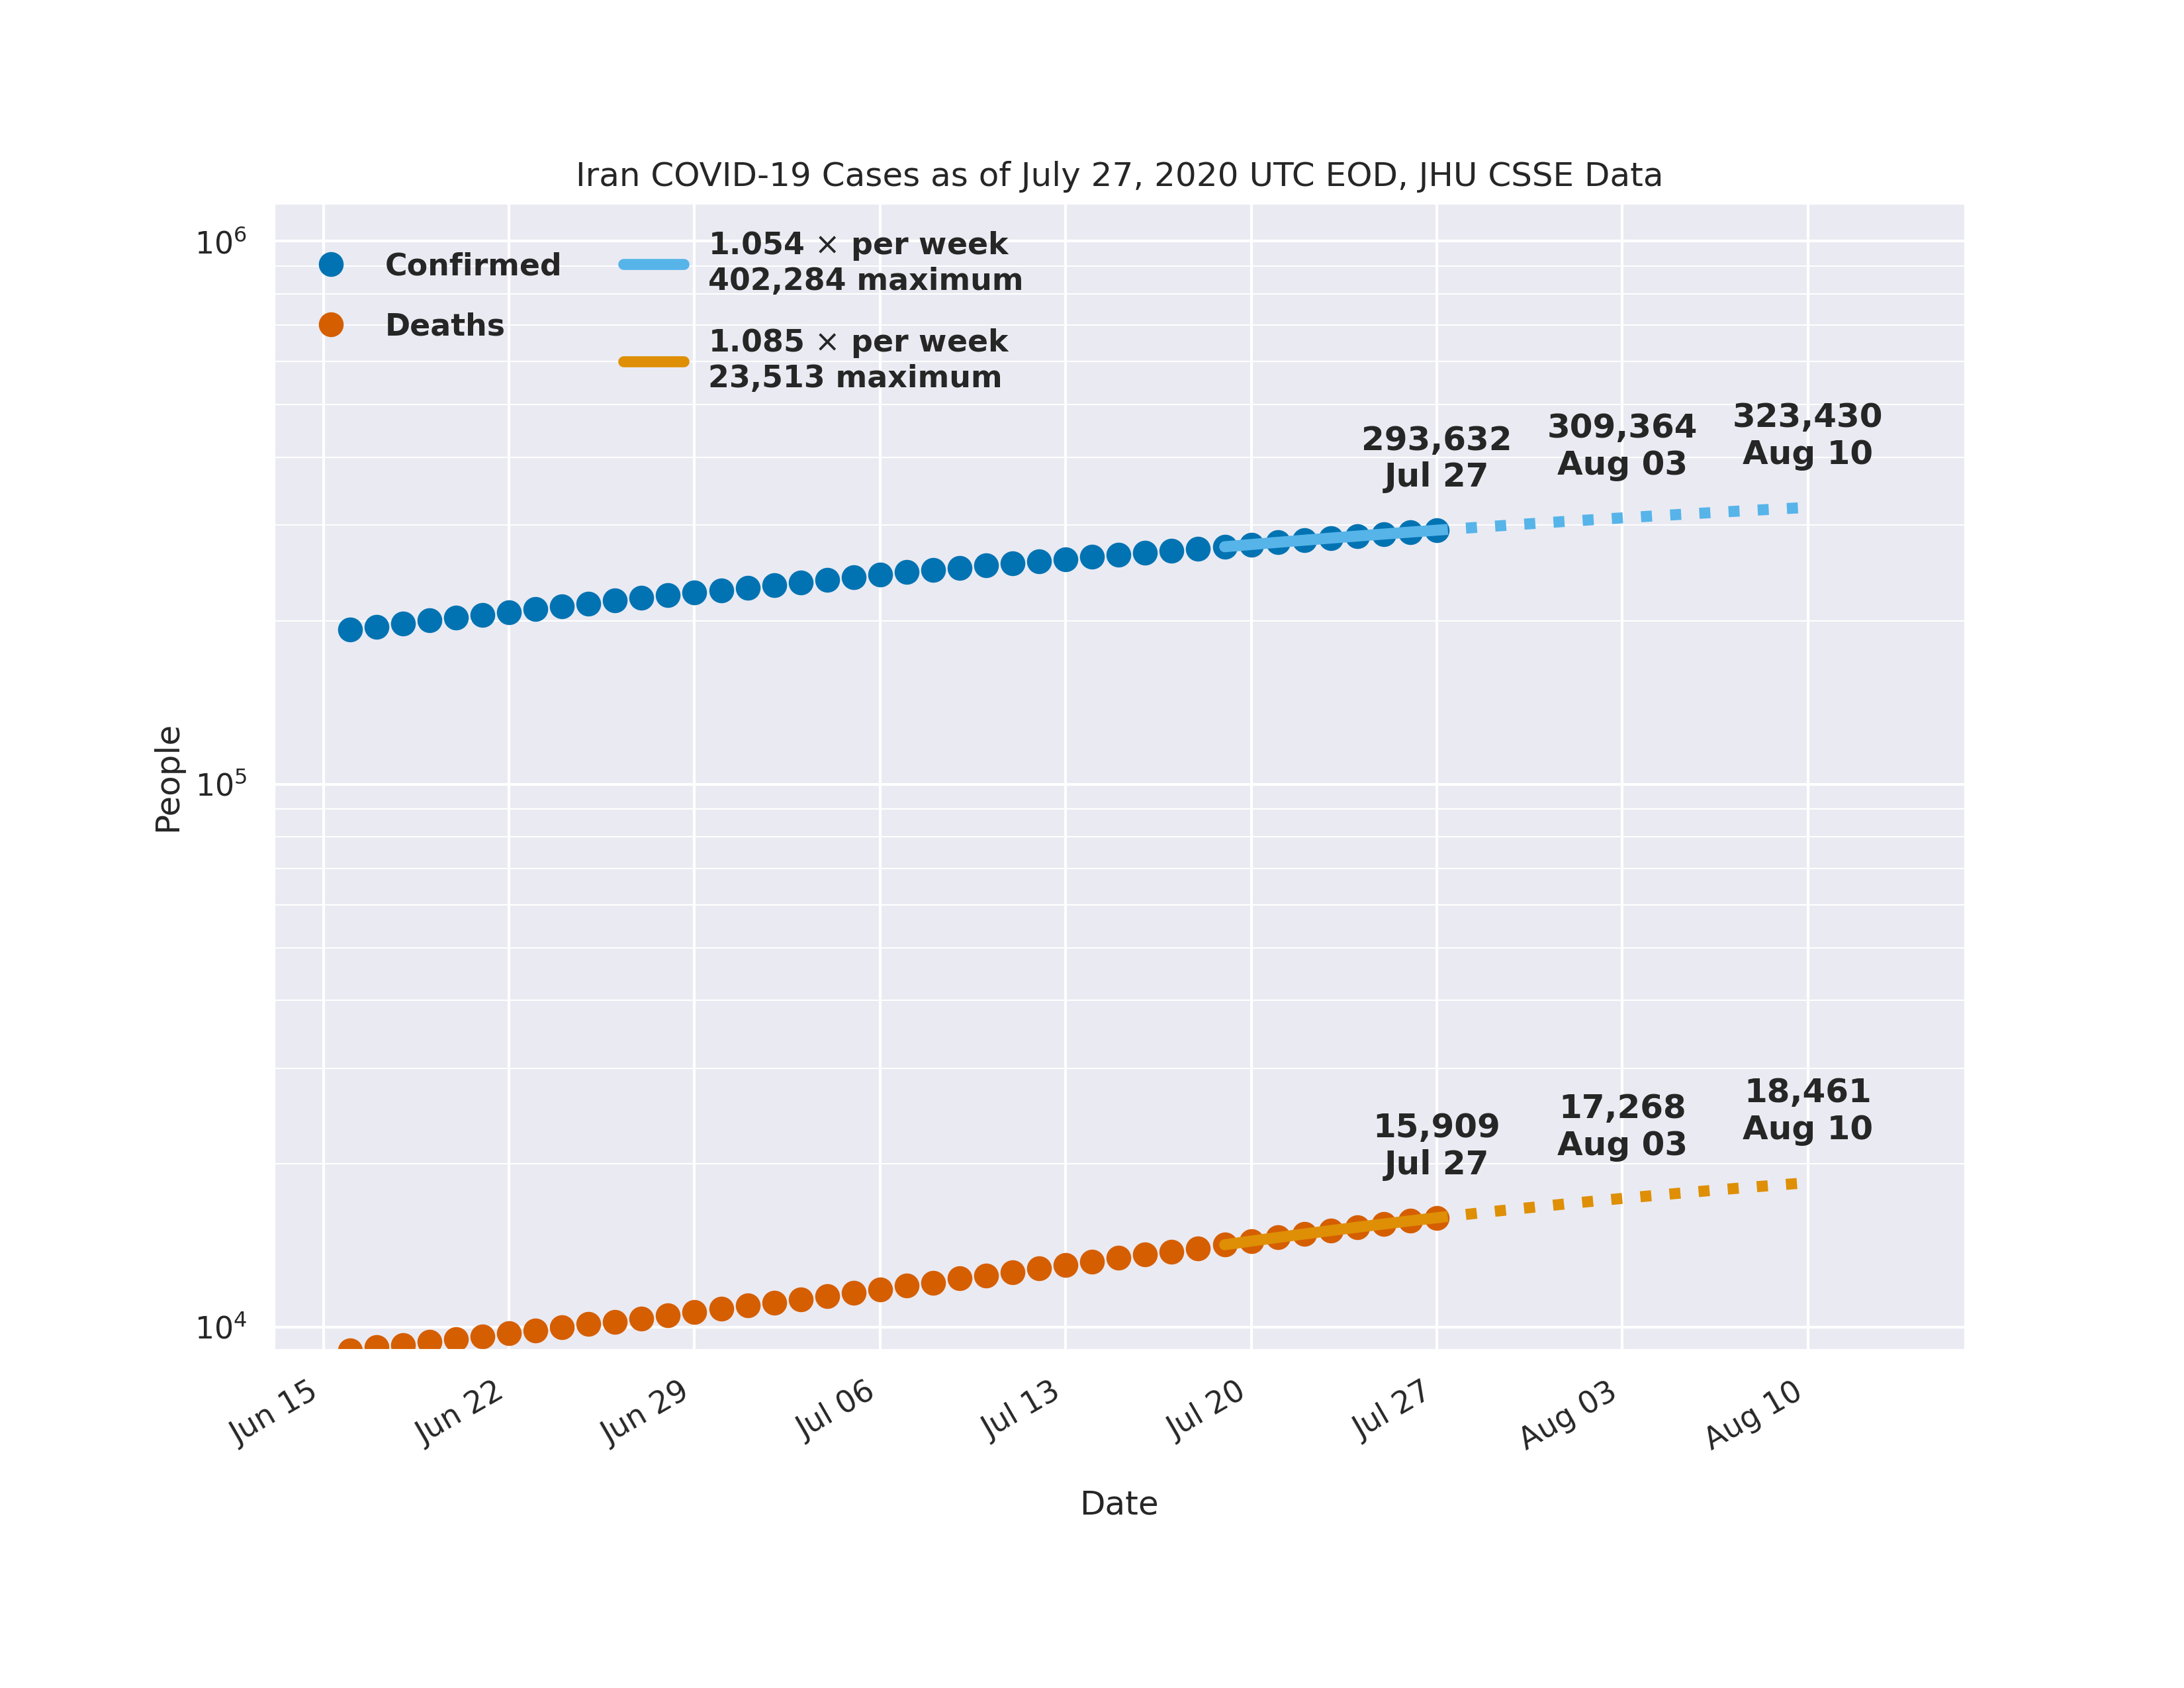 Iran COVID-19 Cases as of July 27, 2020 UTC EOD, JHU CSSE Data
Confirmed
Deaths
1.054 × per week
402,284 maximum
1.085 × per week
23,513 maximum
293,632
Jul 27
309,364
Aug 03
323,430
Aug 10
15,909
Jul 27
17,268
Aug 03
18,461
Aug 10
People
10⁶
10⁵
10⁴
Jun 15
Jun 22
Jun 29
Jul 06
Jul 13
Jul 20
Jul 27
Aug 03
Aug 10
Date